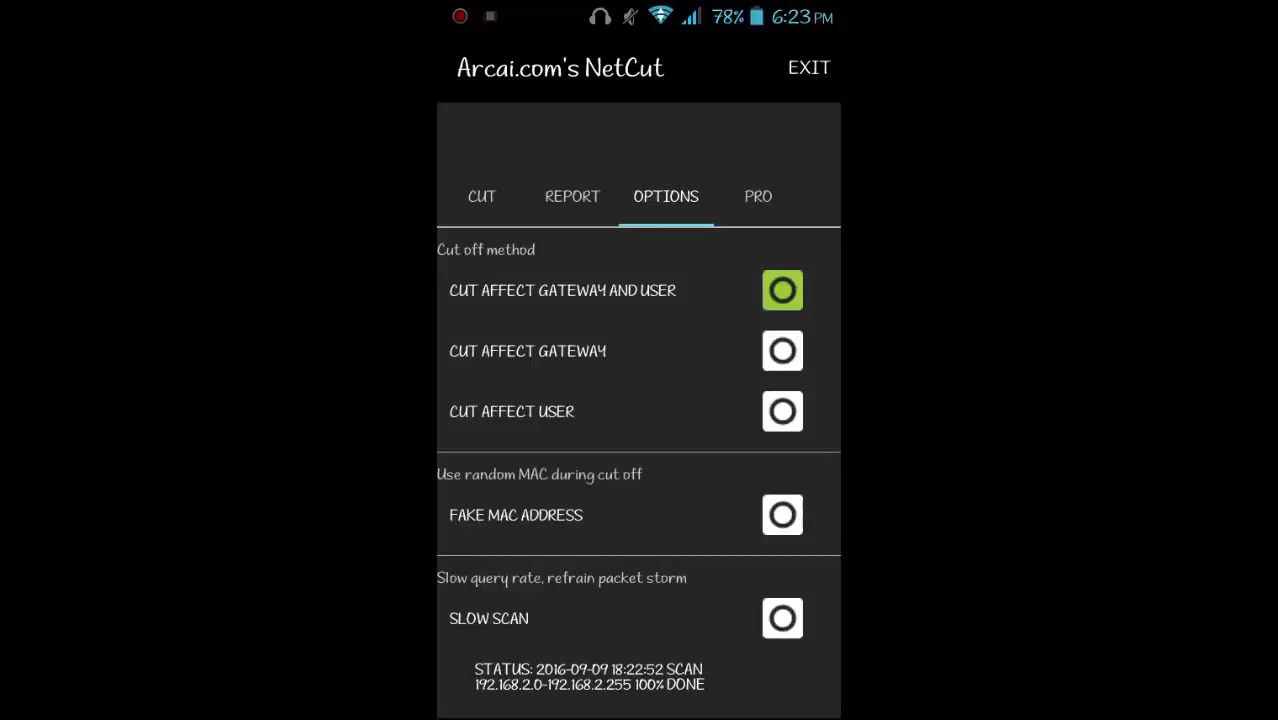 78% 6:23 PM
Arcai.com's NetCut EXIT
CUT REPORT OPTIONS PRO
Cut off method
CUT AFFECT GATEWAY AND USER
CUT AFFECT GATEWAY
CUT AFFECT USER
Use random MAC during cut off
FAKE MAC ADDRESS
Slow query rate, refrain packet storm
SLOW SCAN
STATUS: 2016-09-09 18:22:52 SCAN
192.168.2.0-192.168.2.255 100% DONE